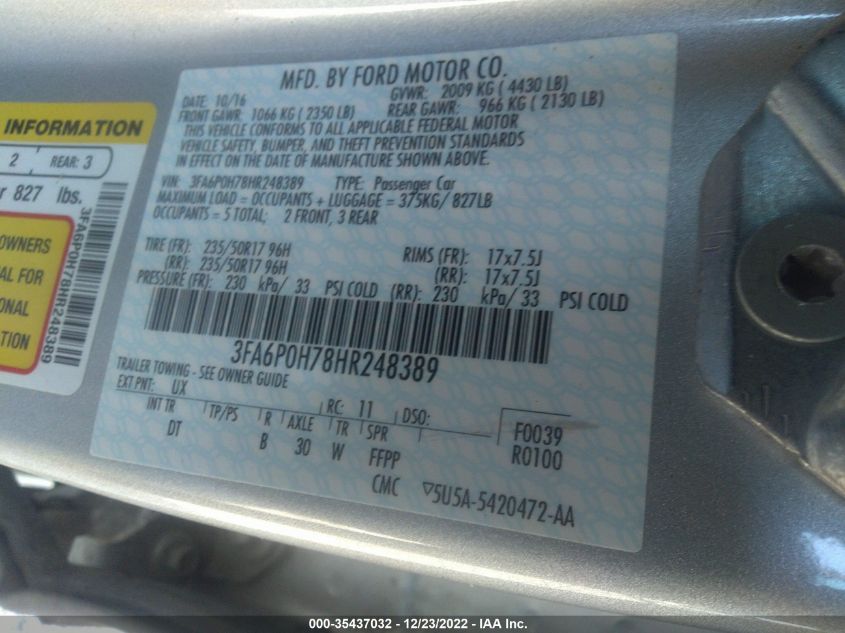 MFD. BY FORD MOTOR CO.
DATE: 10/16 GVWR: 2009 KG ( 4430 LB)
FRONT GAWR: 1066 KG ( 2350 LB) REAR GAWR: 966 KG ( 2130 LB)
THIS VEHICLE CONFORMS TO ALL APPLICABLE FEDERAL MOTOR
VEHICLE SAFETY, BUMPER, AND THEFT PREVENTION STANDARDS
IN EFFECT ON THE DATE OF MANUFACTURE SHOWN ABOVE.
VIN: 3FA6P0H78HR248389 TYPE: Passenger Car
MAXIMUM LOAD = OCCUPANTS + LUGGAGE = 375KG/ 827LB
OCCUPANTS = 5 TOTAL; 2 FRONT, 3 REAR
TIRE (FR): 235/50R17 96H RIMS (FR): 17x7.5J
(RR): 235/50R17 96H (RR): 17x7.5J
PRESSURE (FR): 230 kPa/ 33 PSI COLD (RR): 230 kPa/ 33 PSI COLD
3FA6P0H78HR248389
TRAILER TOWING - SEE OWNER GUIDE
EXT PNT: UX RC: 11 DSO:
INT TR TP/PS R AXLE TR SPR F0039
DT B 30 W FFPP R0100
CMC ▽5U5A-5420472-AA
INFORMATION
2 REAR: 3
827 lbs.
OWNERS
AL FOR
ONAL
TION
3FA6P0H78HR248389
000-35437032 - 12/23/2022 - IAA Inc.